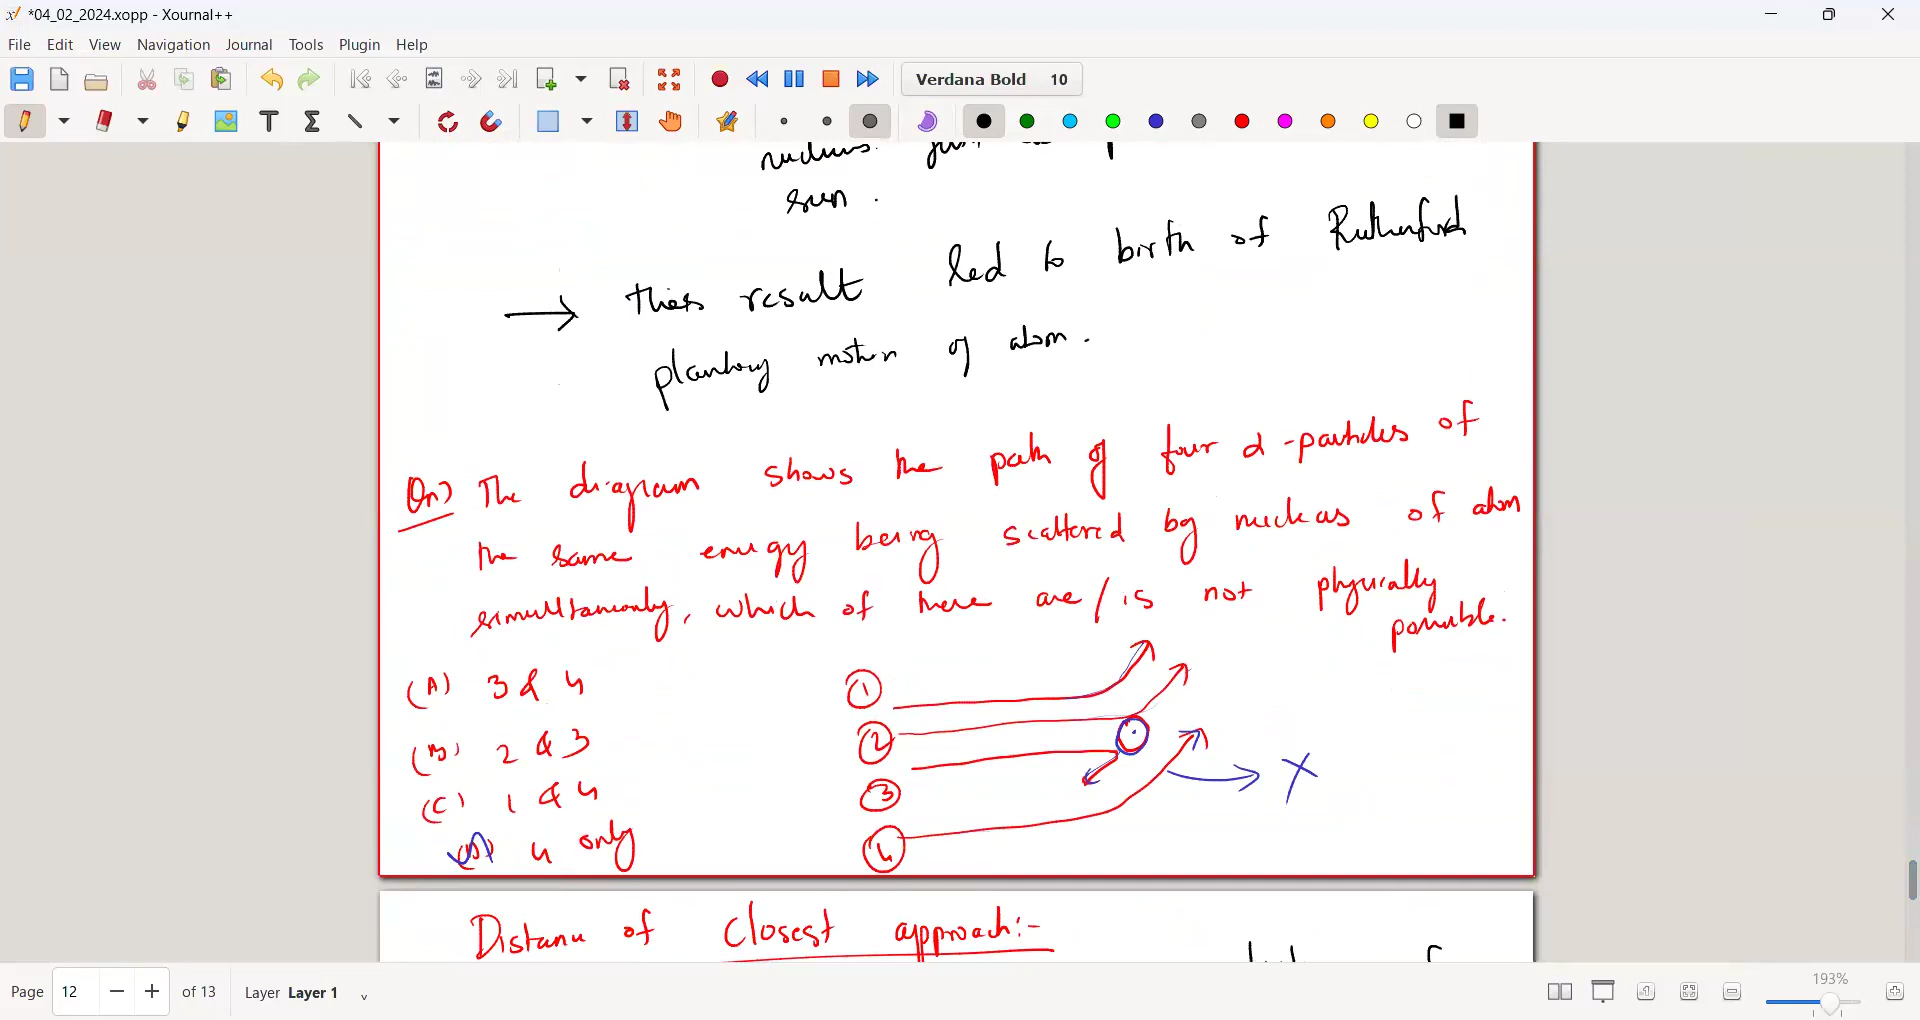 *04_02_2024.xopp - Xournal++
File Edit View Navigation Journal Tools Plugin Help
Verdana Bold 10
nucleus. just
sun.
→ this result led to birth of Rutherford
planetary motion of atom.
Qn) The diagram shows the path of four α-particles of
the same energy being scattered by nucleus of atom
simultaneously, which of these are/is not physically
possible.
(A) 3 & 4
(B) 2 & 3
(C) 1 & 4
(D) 4 only
1
2
3
4
X
Distance of closest approach:-
Page 12 of 13 Layer Layer 1
193%